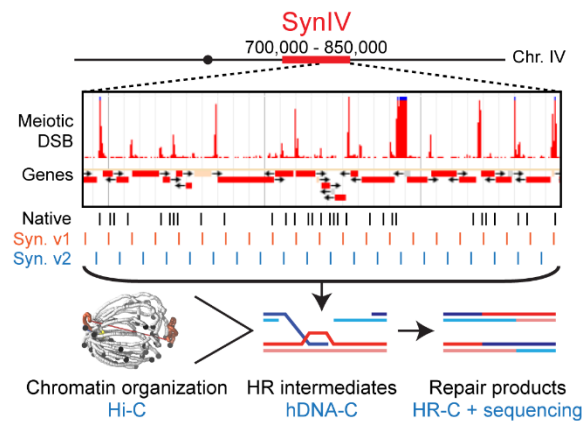 SynIV
700,000 - 850,000
Chr. IV
Meiotic
DSB
Genes
Native
Syn. v1
Syn. v2
Chromatin organization
Hi-C
HR intermediates
hDNA-C
Repair products
HR-C + sequencing